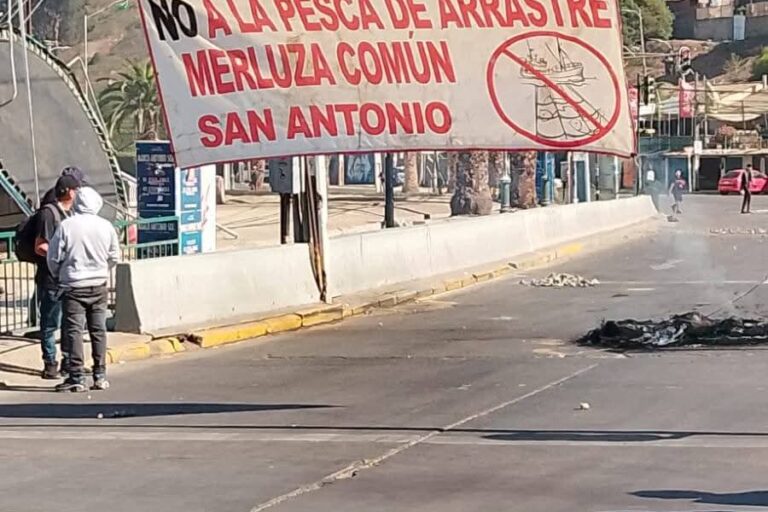 NO A LA PESCA DE ARRASTRE
MERLUZA COMÚN
SAN ANTONIO